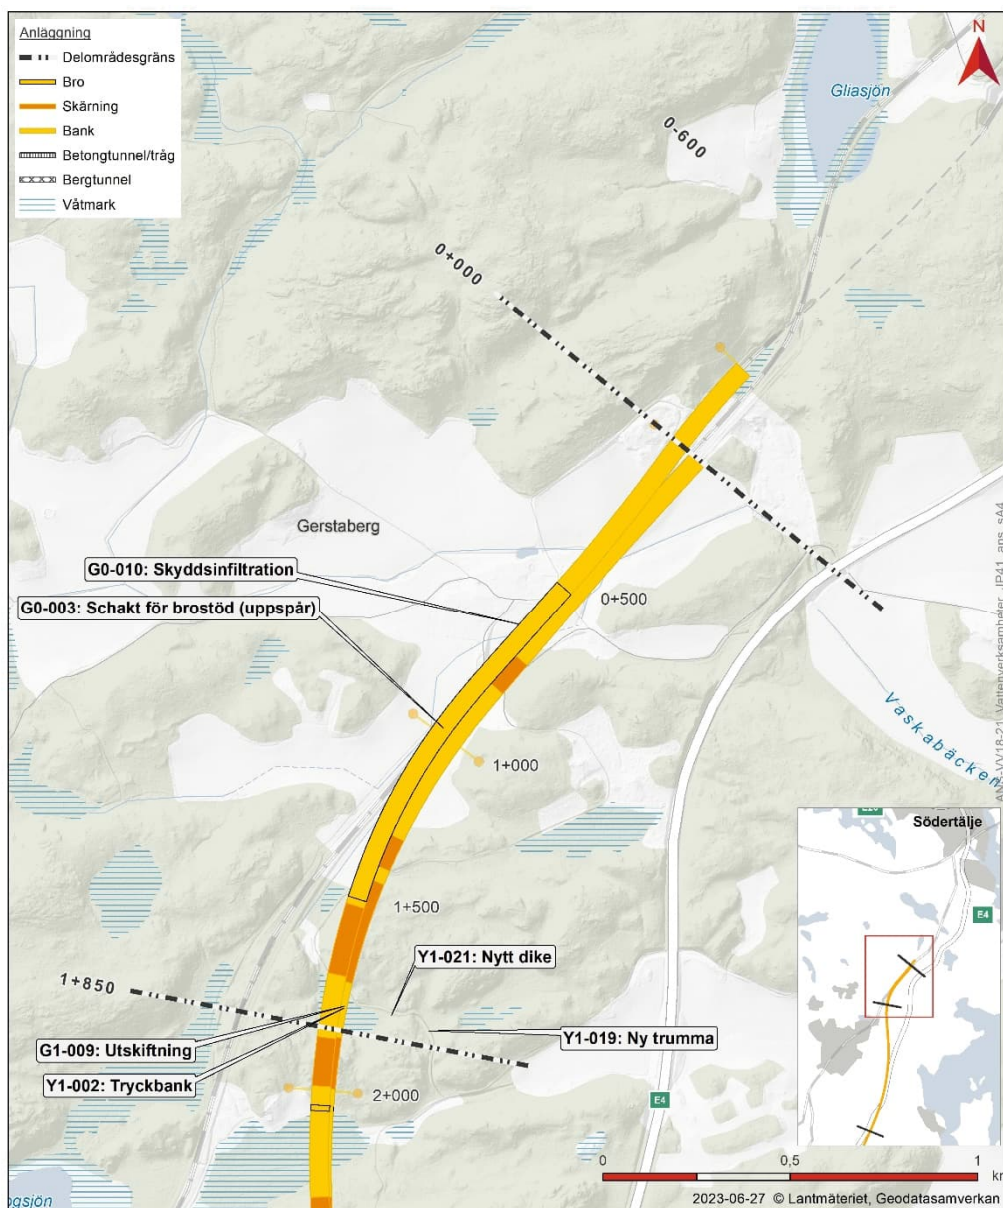 Anläggning
Delområdesgräns
Bro
Skärning
Bank
Betongtunnel/tråg
Bergtunnel
Våtmark
N
Gliasjön
0-600
0+000
Gerstaberg
G0-010: Skyddsinfiltration
G0-003: Schakt för brostöd (uppspår)
0+500
Vaskabäcken
1+000
1+500
Y1-021: Nytt dike
1+850
G1-009: Utskiftning
Y1-019: Ny trumma
Y1-002: Tryckbank
2+000
E4
Södertälje
E4
0
0,5
1
km
2023-06-27 © Lantmäteriet, Geodatasamverkan